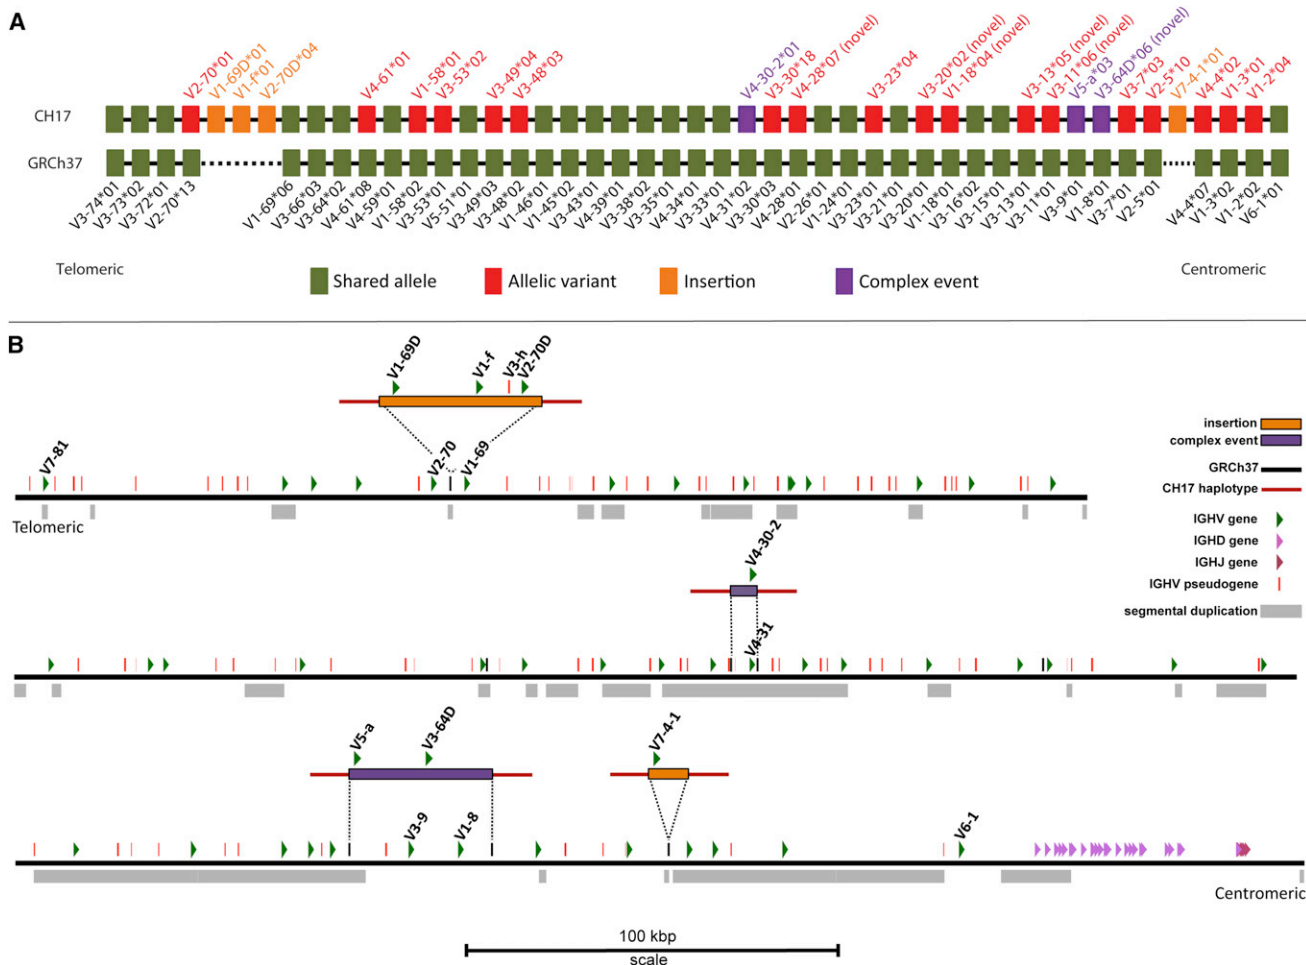 A
V2-70*01
V1-69D*01
V1-f*01
V2-70D*04
V4-61*01
V1-58*01
V3-53*02
V3-49*04
V3-48*03
V4-30-2*01
V3-30*18
V4-28*07 (novel)
V3-23*04
V3-20*02 (novel)
V1-18*04 (novel)
V3-13*05 (novel)
V3-11*06 (novel)
V5-a*03
V3-64D*06 (novel)
V3-7*03
V2-5*10
V7-4-1*01
V4-4*02
V1-3*01
V1-2*04
CH17
GRCh37
V3-74*01
V3-73*02
V3-72*01
V2-70*13
V1-69*06
V3-66*03
V3-64*02
V4-61*08
V4-59*01
V1-58*02
V3-53*01
V5-51*01
V3-49*03
V3-48*02
V1-46*01
V1-45*02
V3-43*01
V4-39*01
V3-38*02
V3-35*01
V4-34*01
V3-33*01
V4-31*02
V3-30*03
V4-28*01
V2-26*01
V1-24*01
V3-23*01
V3-21*01
V3-20*01
V1-18*01
V3-16*02
V3-15*01
V3-13*01
V3-11*01
V3-9*01
V1-8*01
V3-7*01
V2-5*01
V4-4*07
V1-3*02
V1-2*02
V6-1*01
Telomeric
Centromeric
Shared allele
Allelic variant
Insertion
Complex event
B
V1-69D
V1-f
V3-h
V2-70D
V7-81
V2-70
V1-69
Telomeric
insertion
complex event
GRCh37
CH17 haplotype
IGHV gene
IGHD gene
IGHJ gene
IGHV pseudogene
segmental duplication
V4-30-2
V4-31
V5-a
V3-64D
V7-4-1
V3-9
V1-8
V6-1
Centromeric
100 kbp
scale